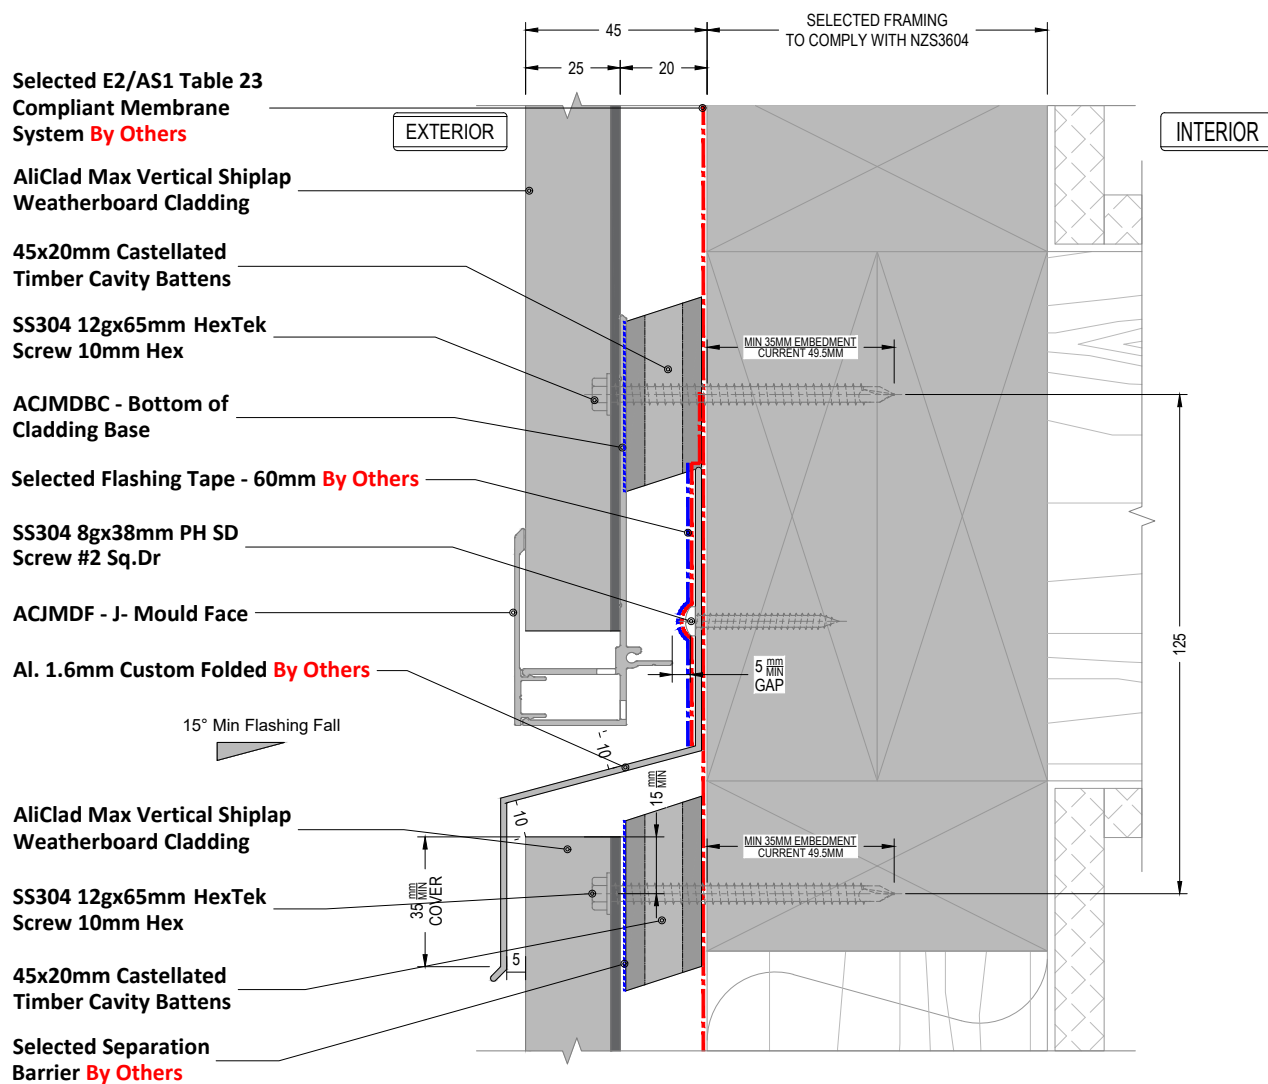 45
SELECTED FRAMING
TO COMPLY WITH NZS3604
25
20
Selected E2/AS1 Table 23
Compliant Membrane
System By Others
EXTERIOR
INTERIOR
AliClad Max Vertical Shiplap
Weatherboard Cladding
45x20mm Castellated
Timber Cavity Battens
SS304 12gx65mm HexTek
Screw 10mm Hex
MIN 35MM EMBEDMENT
CURRENT 49.5MM
ACJMDBC - Bottom of
Cladding Base
Selected Flashing Tape - 60mm By Others
SS304 8gx38mm PH SD
Screw #2 Sq.Dr
ACJMDF - J- Mould Face
125
Al. 1.6mm Custom Folded By Others
5 mm MIN
GAP
15° Min Flashing Fall
10
15 mm MIN
10
AliClad Max Vertical Shiplap
Weatherboard Cladding
MIN 35MM EMBEDMENT
CURRENT 49.5MM
35 mm MIN
COVER
SS304 12gx65mm HexTek
Screw 10mm Hex
5
45x20mm Castellated
Timber Cavity Battens
Selected Separation
Barrier By Others